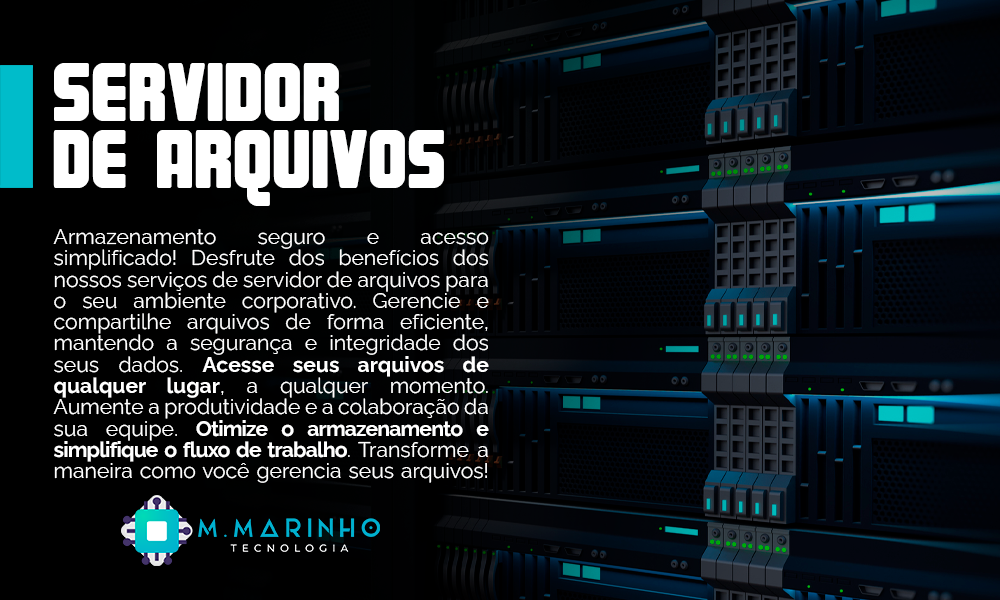 SERVIDOR
DE ARQUIVOS
Armazenamento seguro e acesso
simplificado! Desfrute dos benefícios dos
nossos serviços de servidor de arquivos para
o seu ambiente corporativo. Gerencie e
compartilhe arquivos de forma eficiente,
mantendo a segurança e integridade dos
seus dados. Acesse seus arquivos de
qualquer lugar, a qualquer momento.
Aumente a produtividade e a colaboração da
sua equipe. Otimize o armazenamento e
simplifique o fluxo de trabalho. Transforme a
maneira como você gerencia seus arquivos!
M.MARINHO
TECNOLOGIA